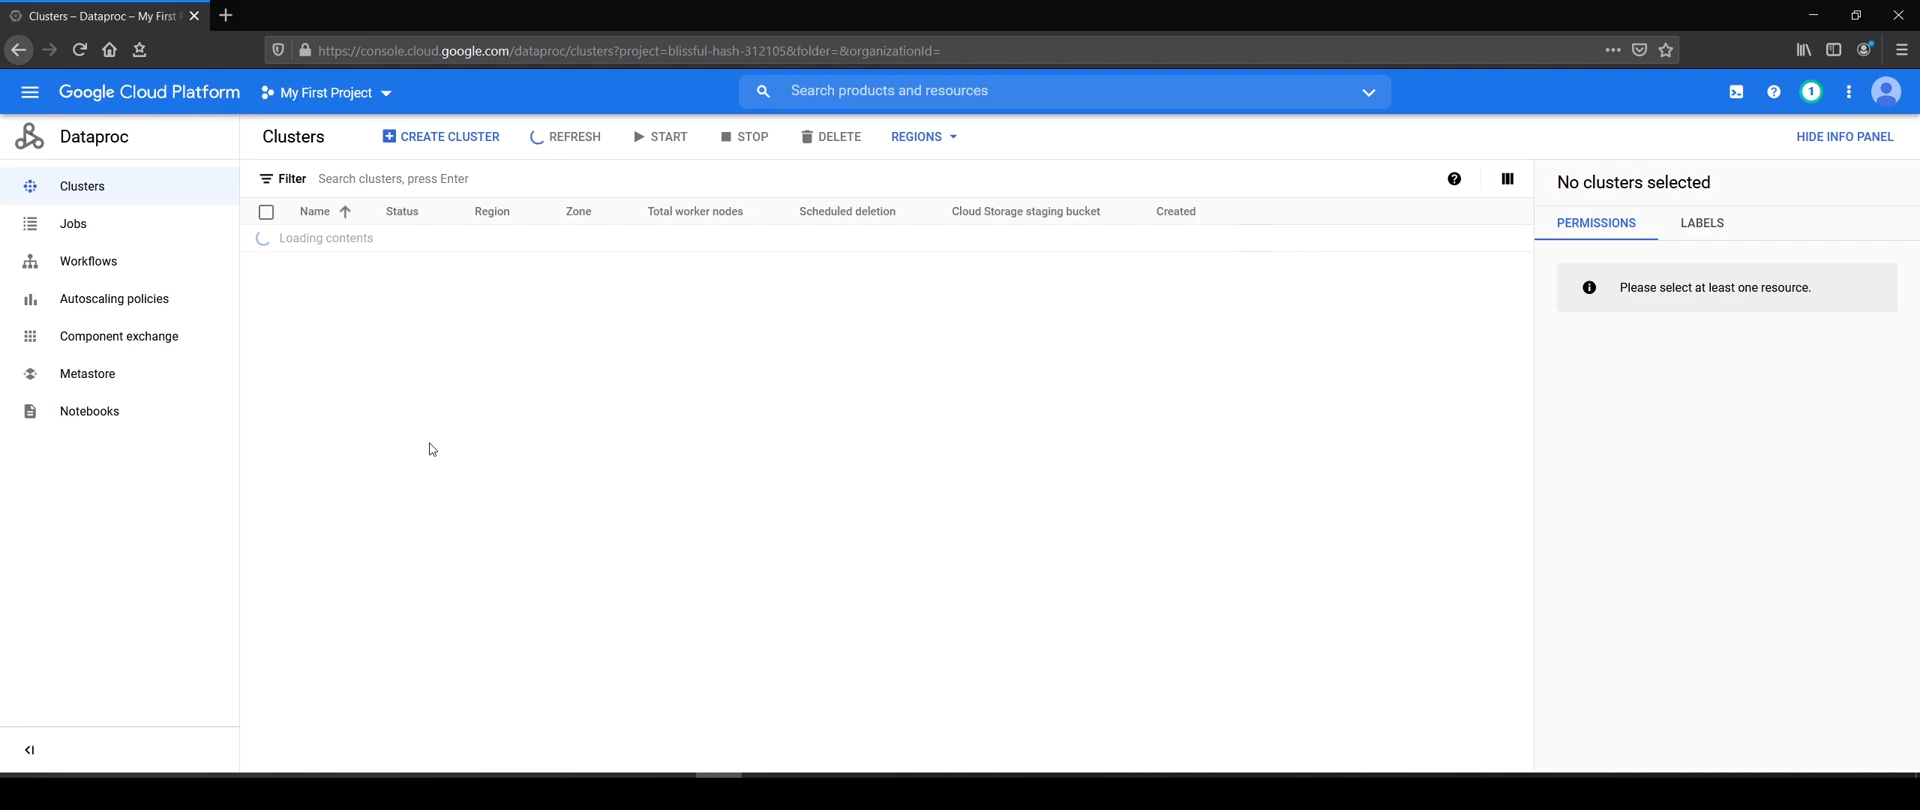 Clusters – Dataproc – My First
https://console.cloud.google.com/dataproc/clusters?project=blissful-hash-312105&folder=&organizationId=
Google Cloud Platform My First Project Search products and resources 1
Dataproc Clusters CREATE CLUSTER REFRESH START STOP DELETE REGIONS HIDE INFO PANEL
Filter Search clusters, press Enter No clusters selected
Clusters
Name Status Region Zone Total worker nodes Scheduled deletion Cloud Storage staging bucket Created
PERMISSIONS LABELS
Jobs
Loading contents
Workflows
Please select at least one resource.
Autoscaling policies
Component exchange
Metastore
Notebooks